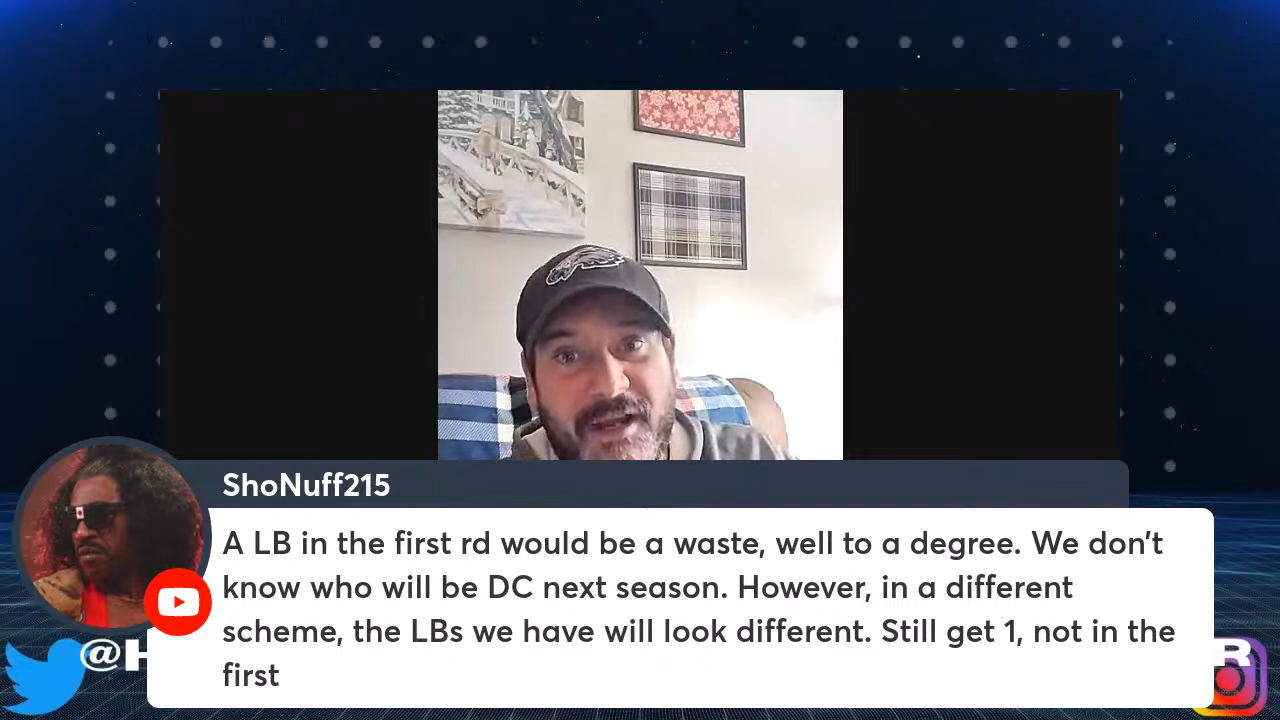 ShoNuff215
A LB in the first rd would be a waste, well to a degree. We don't
know who will be DC next season. However, in a different
scheme, the LBs we have will look different. Still get 1, not in the
first
@H
R